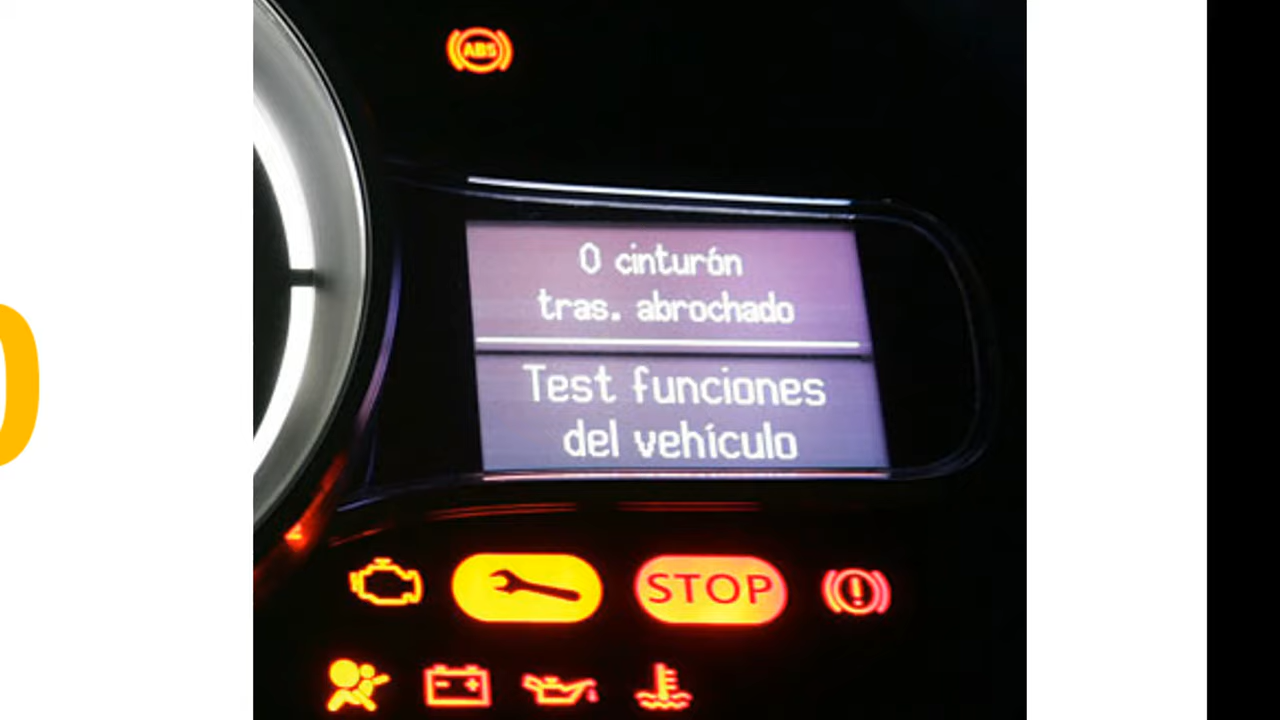 ABS
0 cinturón
tras. abrochado
Test funciones
del vehículo
STOP